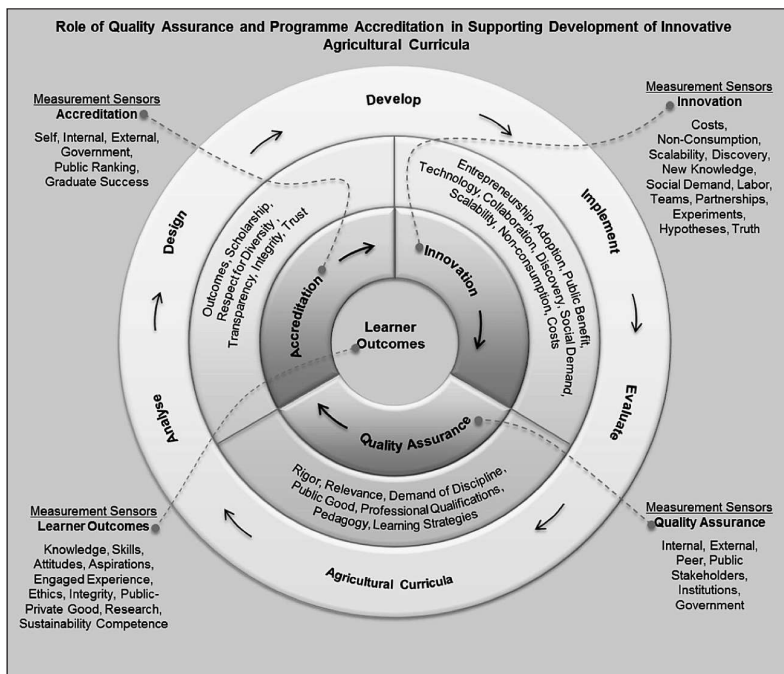 Role of Quality Assurance and Programme Accreditation in Supporting Development of Innovative
Agricultural Curricula
Measurement Sensors
Accreditation
Self, Internal, External,
Government,
Public Ranking,
Graduate Success
Measurement Sensors
Innovation
Costs,
Non-Consumption,
Scalability, Discovery,
New Knowledge,
Social Demand, Labor,
Teams, Partnerships,
Experiments,
Hypotheses, Truth
Develop
Implement
Evaluate
Agricultural Curricula
Analyse
Design
Outcomes, Scholarship,
Respect for Diversity,
Transparency, Integrity, Trust
Entrepreneurship, Adoption, Public Benefit,
Technology, Collaboration, Discovery, Social Demand,
Scalability, Non-consumption, Costs
Rigor, Relevance, Demand of Discipline,
Public Good, Professional Qualifications,
Pedagogy, Learning Strategies
Accreditation
Innovation
Quality Assurance
Learner
Outcomes
Measurement Sensors
Learner Outcomes
Knowledge, Skills,
Attitudes, Aspirations,
Engaged Experience,
Ethics, Integrity, Public-
Private Good, Research,
Sustainability Competence
Measurement Sensors
Quality Assurance
Internal, External,
Peer, Public
Stakeholders,
Institutions,
Government